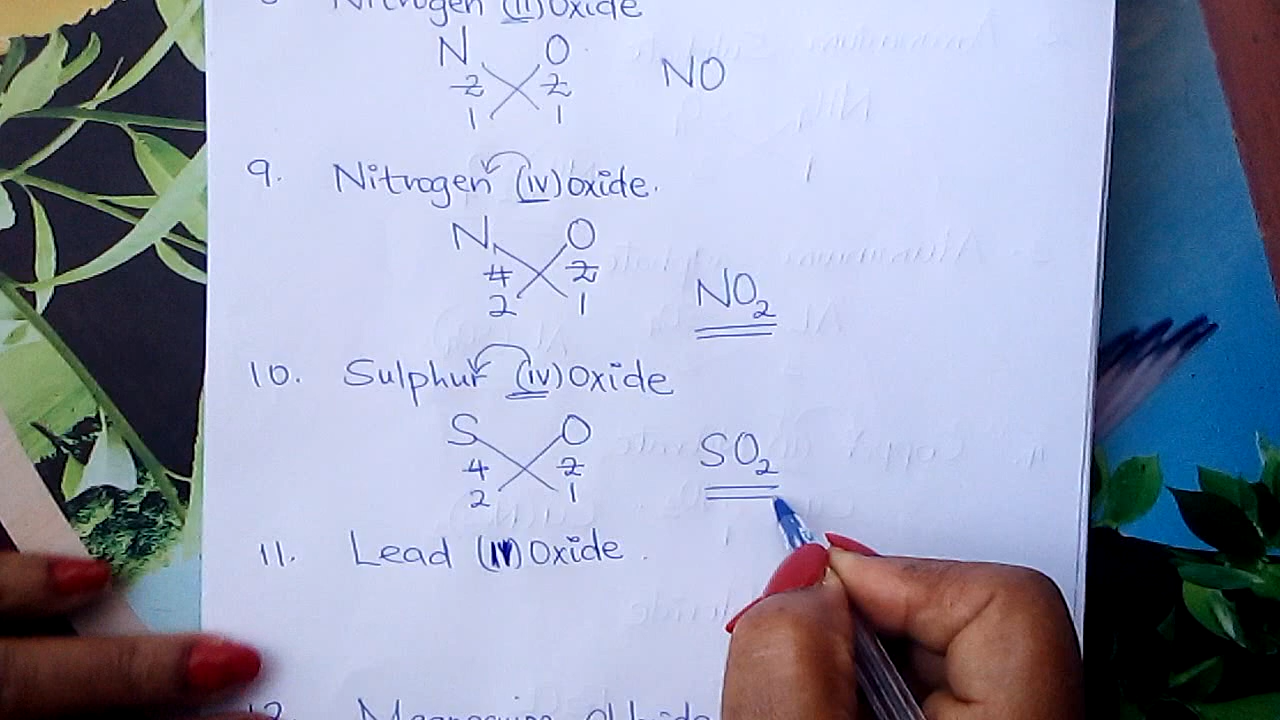 Nitrogen (II) Oxide
N O
2 2 NO
1 1
9. Nitrogen (IV) Oxide.
N O
4 2
2 1 NO2
10. Sulphur (IV) Oxide
S O
4 2 SO2
2 1
11. Lead (IV) Oxide.
12.